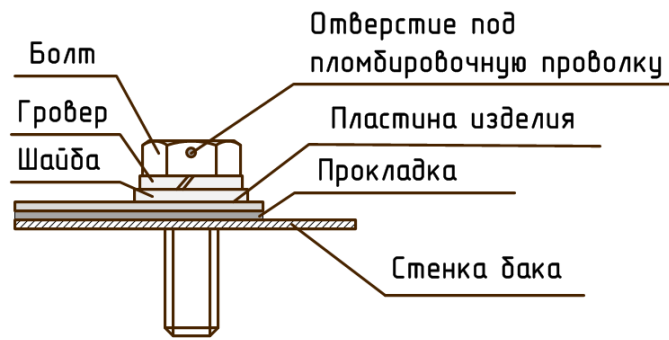 Отверстие под
пломбировочную проволку
Болт
Гровер
Пластина изделия
Шайба
Прокладка
Стенка бака